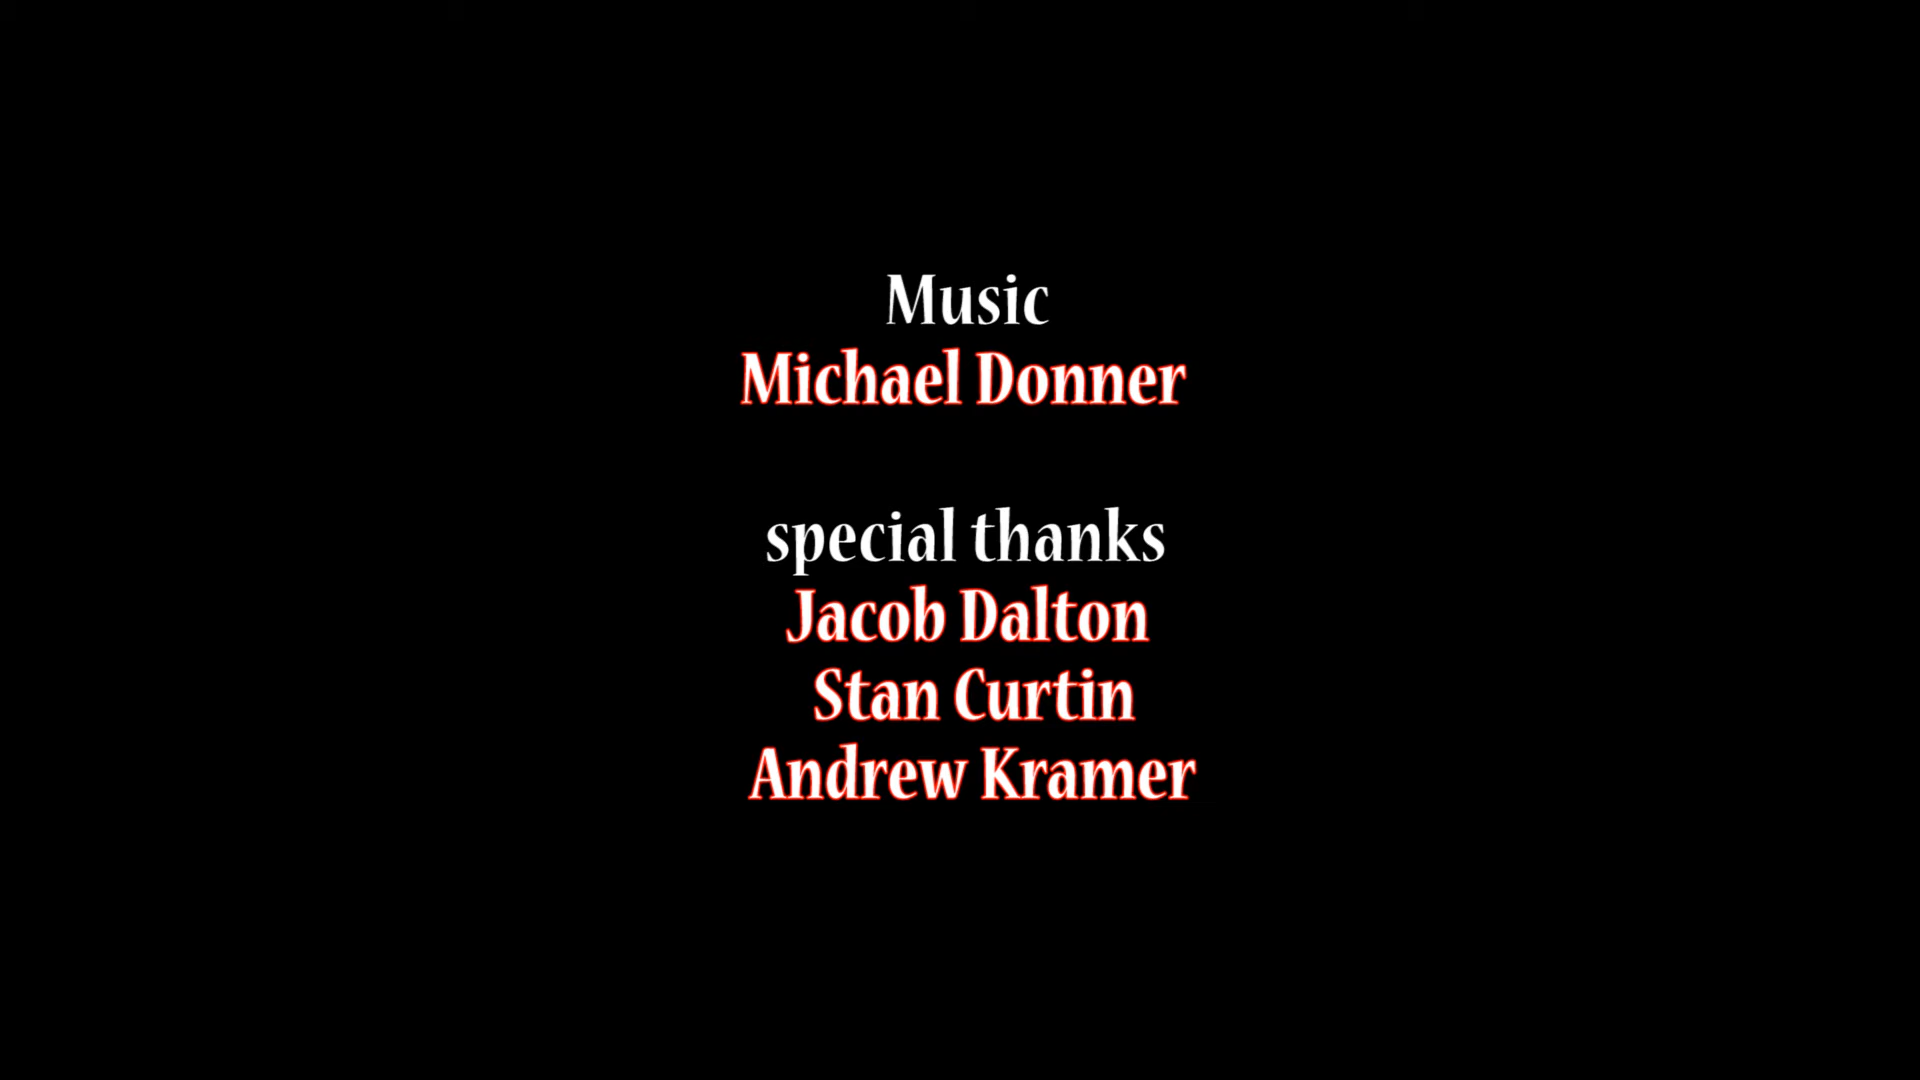 Music
Michael Donner
special thanks
Jacob Dalton
Stan Curtin
Andrew Kramer